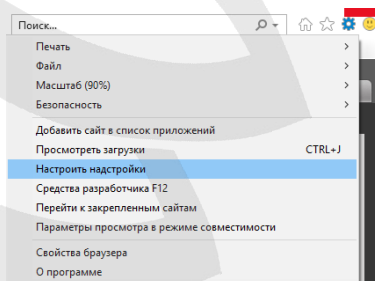 Поиск...
Печать
Файл
Масштаб (90%)
Безопасность
Добавить сайт в список приложений
Просмотреть загрузки CTRL+J
Настроить надстройки
Средства разработчика F12
Перейти к закрепленным сайтам
Параметры просмотра в режиме совместимости
Свойства браузера
О программе